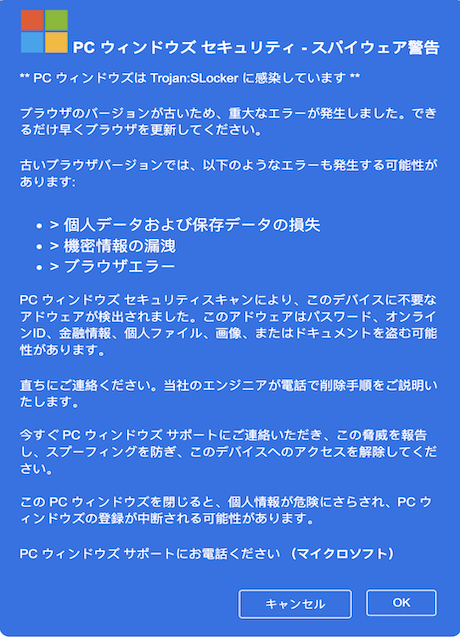 PC ウィンドウズ セキュリティ - スパイウェア警告
** PC ウィンドウズは Trojan:SLocker に感染しています **
ブラウザのバージョンが古いため、重大なエラーが発生しました。でき
るだけ早くブラウザを更新してください。
古いブラウザバージョンでは、以下のようなエラーも発生する可能性が
あります:
• > 個人データおよび保存データの損失
• > 機密情報の漏洩
• > ブラウザエラー
PC ウィンドウズ セキュリティスキャンにより、このデバイスに不要な
アドウェアが検出されました。このアドウェアはパスワード、オンライ
ンID、金融情報、個人ファイル、画像、またはドキュメントを盗む可能
性があります。
直ちにご連絡ください。当社のエンジニアが電話で削除手順をご説明い
たします。
今すぐ PC ウィンドウズ サポートにご連絡いただき、この脅威を報告
し、スプーフィングを防ぎ、このデバイスへのアクセスを解除してくだ
さい。
この PC ウィンドウズを閉じると、個人情報が危険にさらされ、PC ウ
ィンドウズの登録が中断される可能性があります。
PC ウィンドウズ サポートにお電話ください （マイクロソフト）
キャンセル
OK